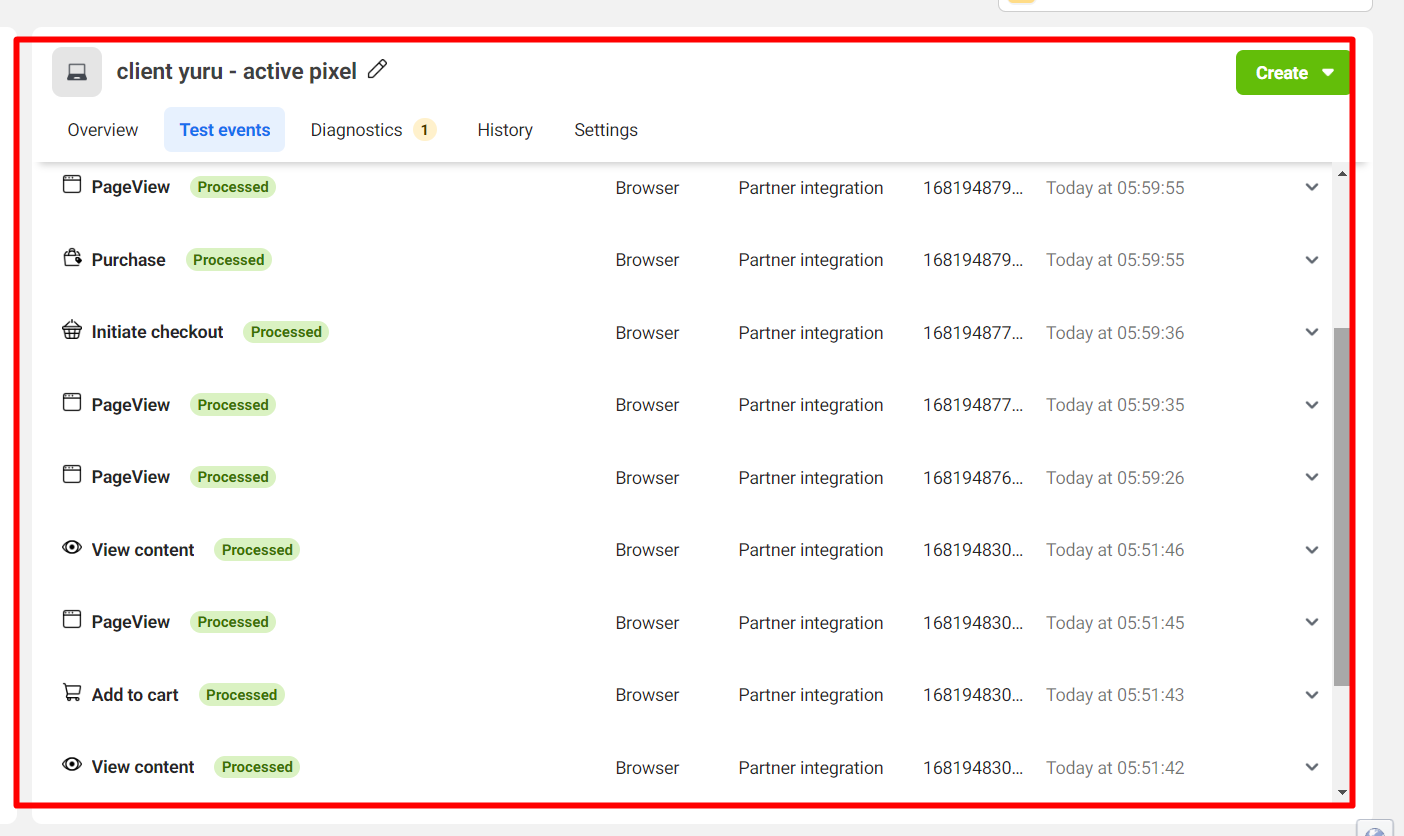 client yuru - active pixel
Create
Overview Test events Diagnostics 1 History Settings
PageView Processed Browser Partner integration 168194879... Today at 05:59:55
Purchase Processed Browser Partner integration 168194879... Today at 05:59:55
Initiate checkout Processed Browser Partner integration 168194877... Today at 05:59:36
PageView Processed Browser Partner integration 168194877... Today at 05:59:35
PageView Processed Browser Partner integration 168194876... Today at 05:59:26
View content Processed Browser Partner integration 168194830... Today at 05:51:46
PageView Processed Browser Partner integration 168194830... Today at 05:51:45
Add to cart Processed Browser Partner integration 168194830... Today at 05:51:43
View content Processed Browser Partner integration 168194830... Today at 05:51:42